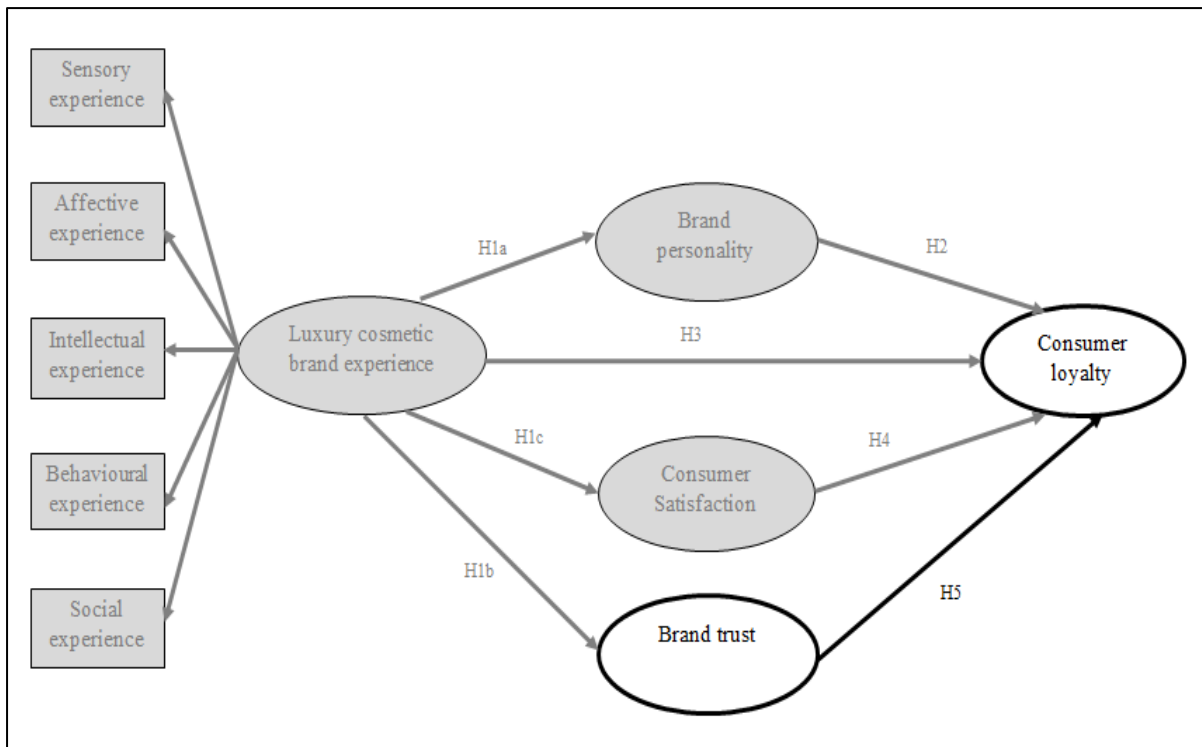 Sensory
experience
Affective
experience
Intellectual
experience
Behavioural
experience
Social
experience
Luxury cosmetic
brand experience
H1a
H3
H1c
H1b
Brand
personality
Consumer
Satisfaction
Brand trust
H2
H4
H5
Consumer
loyalty